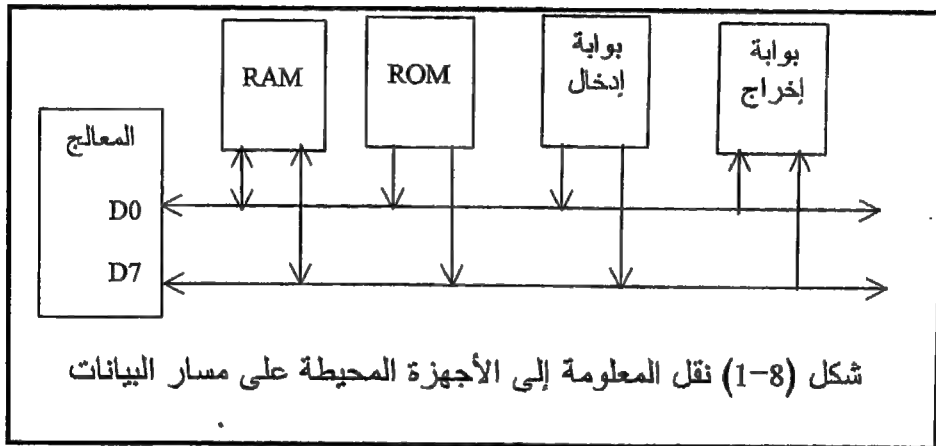 RAM
ROM
بوابة
إدخال
بوابة
إخراج
المعالج
D0
D7
شكل (8-1) نقل المعلومة إلى الأجهزة المحيطة على مسار البيانات